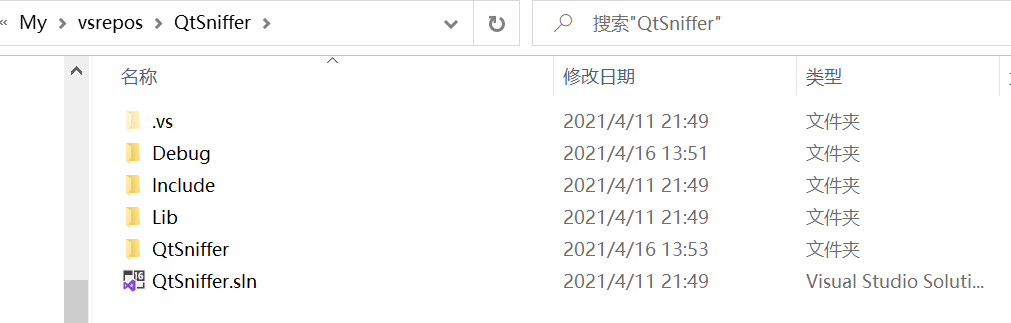 « My > vsrepos > QtSniffer > 搜索"QtSniffer"
名称 修改日期 类型
.vs 2021/4/11 21:49 文件夹
Debug 2021/4/16 13:51 文件夹
Include 2021/4/11 21:49 文件夹
Lib 2021/4/11 21:49 文件夹
QtSniffer 2021/4/16 13:53 文件夹
QtSniffer.sln 2021/4/11 21:49 Visual Studio Soluti...